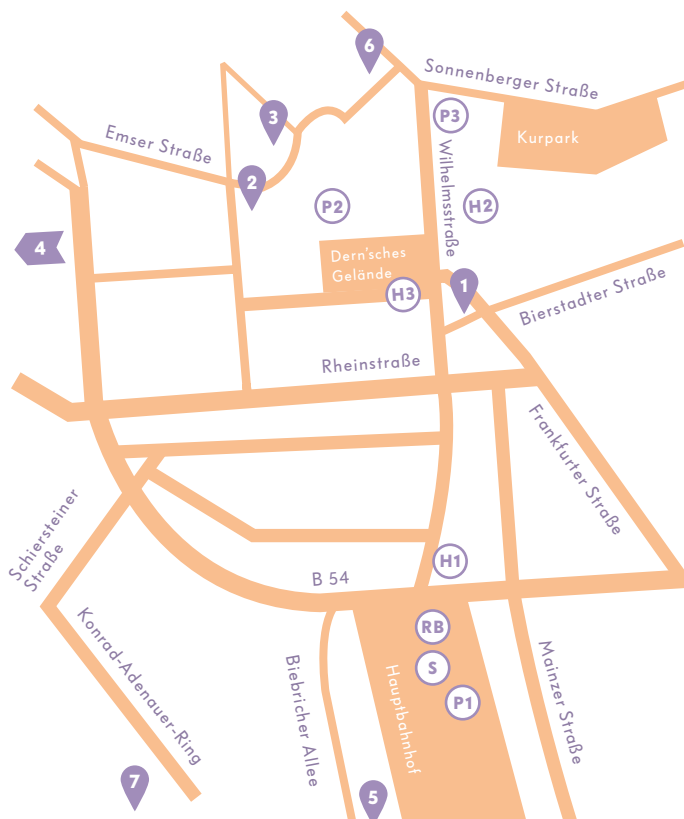 6
Sonnenberger Straße
P3
3
Kurpark
Emser Straße
Wilhelmsstraße
2
P2
H2
4
Dern'sches
Gelände
H3
1
Bierstadter Straße
Rheinstraße
Frankfurter Straße
Schiersteiner
Straße
H1
B 54
RB
Konrad-Adenauer-Ring
Biebricher Allee
S
Hauptbahnhof
P1
Mainzer Straße
7
5